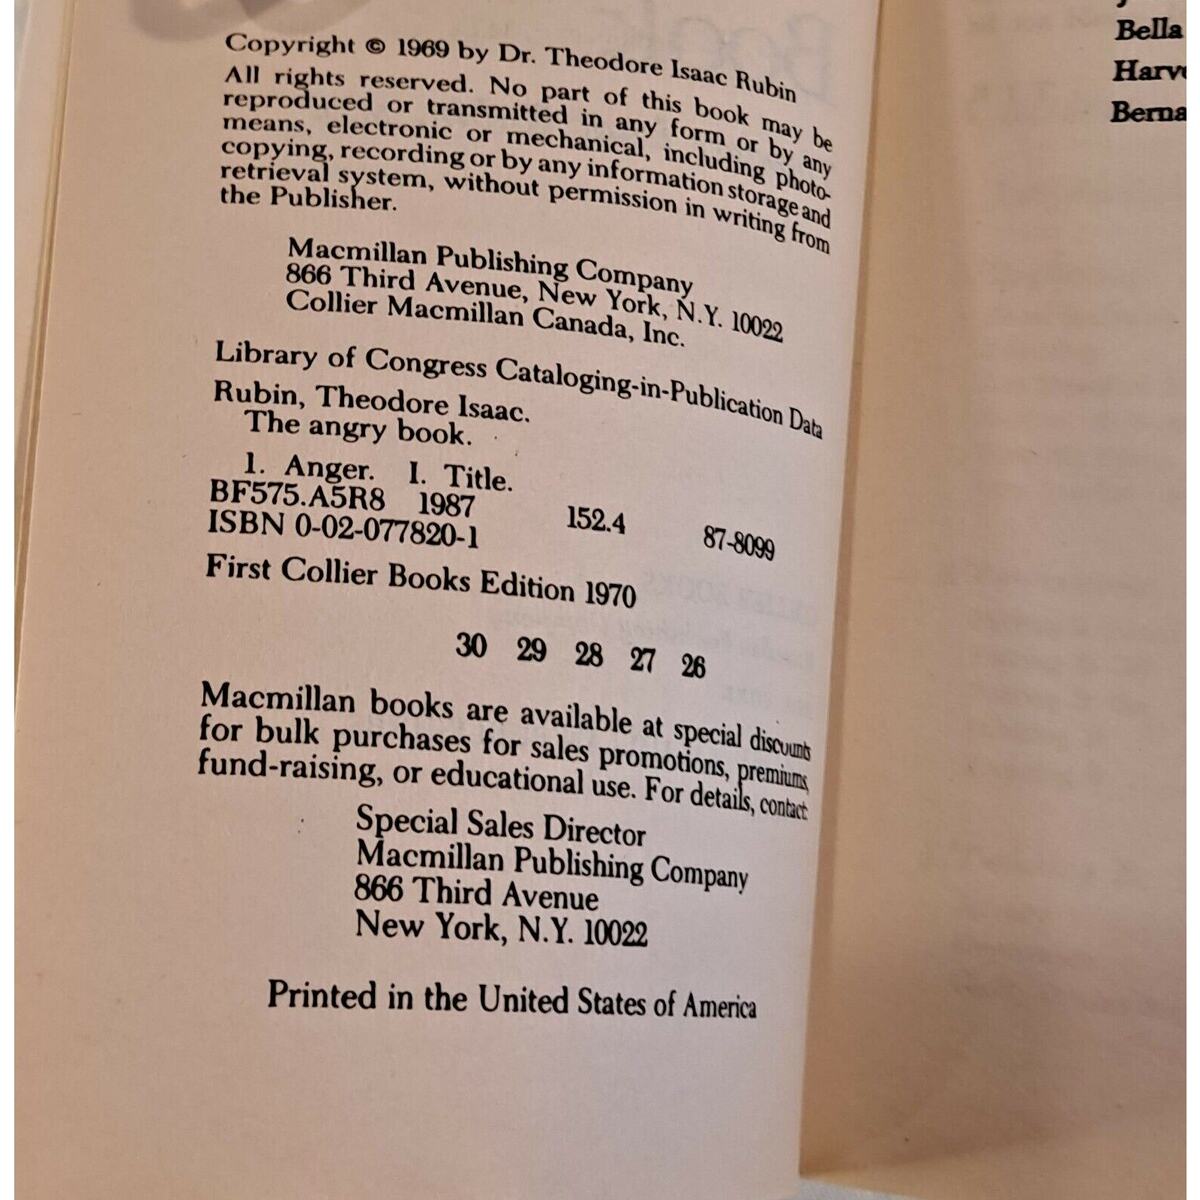 Copyright © 1969 by Dr. Theodore Isaac Rubin
All rights reserved. No part of this book may be
reproduced or transmitted in any form or by any
means, electronic or mechanical, including photo-
copying, recording or by any information storage and
retrieval system, without permission in writing from
the Publisher.
Macmillan Publishing Company
866 Third Avenue, New York, N.Y. 10022
Collier Macmillan Canada, Inc.
Library of Congress Cataloging-in-Publication Data
Rubin, Theodore Isaac.
The angry book.
1. Anger. I. Title.
BF575.A5R8 1987 152.4 87-8099
ISBN 0-02-077820-1
First Collier Books Edition 1970
30 29 28 27 26
Macmillan books are available at special discounts
for bulk purchases for sales promotions, premiums,
fund-raising, or educational use. For details, contact:
Special Sales Director
Macmillan Publishing Company
866 Third Avenue
New York, N.Y. 10022
Printed in the United States of America
Bella